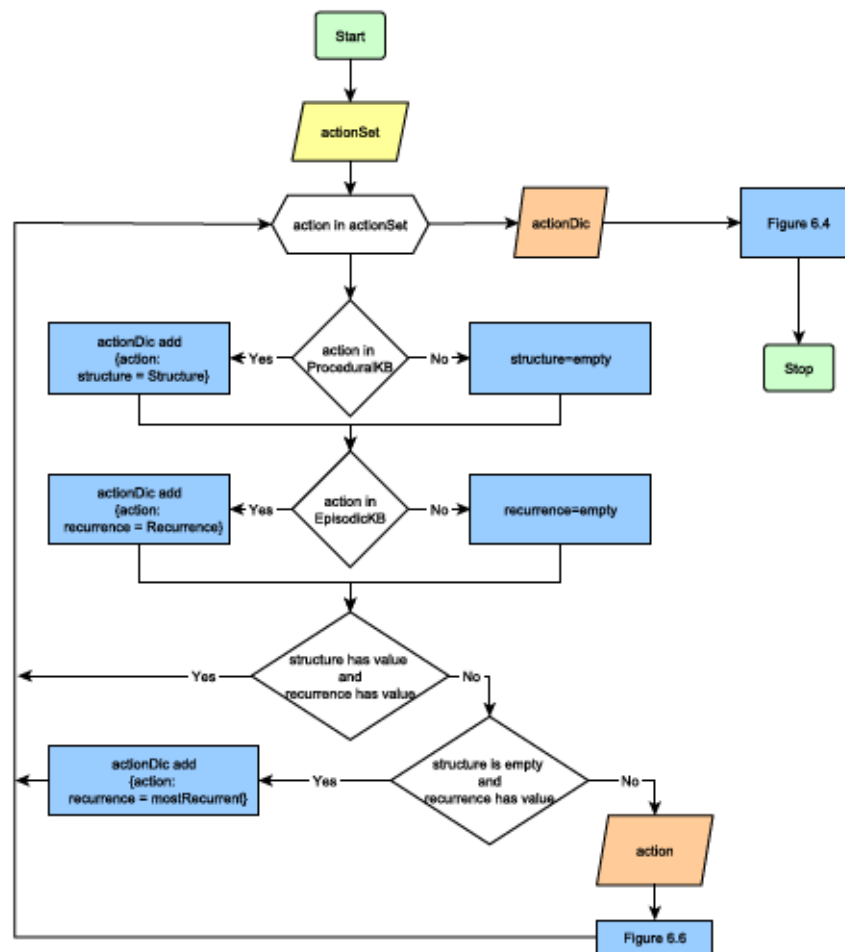 Start
actionSet
action in actionSet
actionDic
Figure 6.4
Stop
actionDic add
{action:
structure = Structure}
Yes
action in
ProceduralKB
No
structure=empty
actionDic add
{action:
recurrence = Recurrence}
Yes
action in
EpisodicKB
No
recurrence=empty
Yes
structure has value
and
recurrence has value
No
actionDic add
{action:
recurrence = mostRecurrent}
Yes
structure is empty
and
recurrence has value
No
action
Figure 6.6